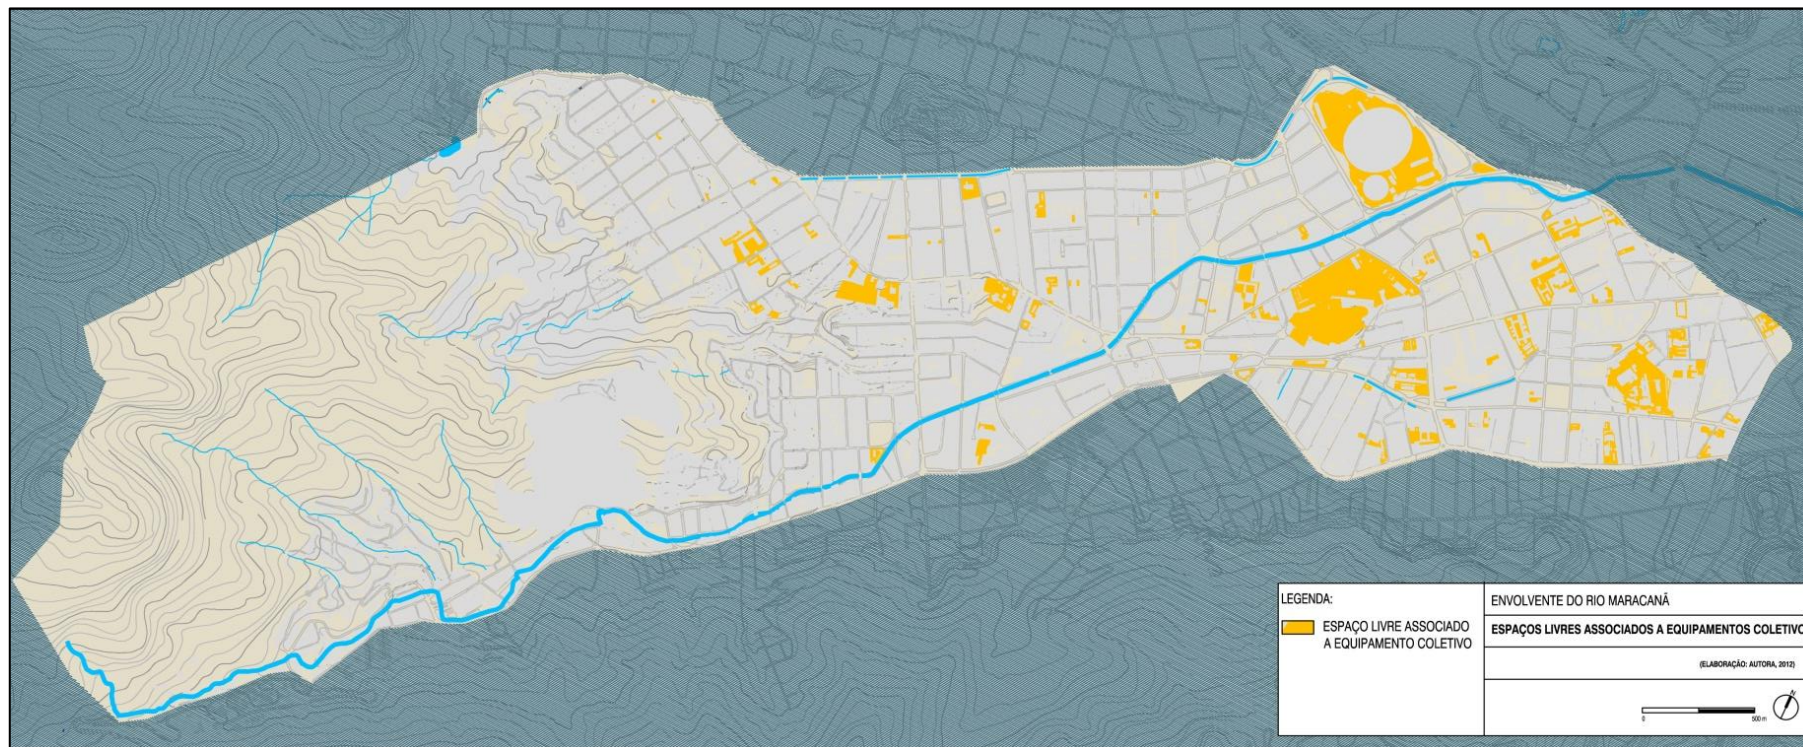 LEGENDA:
ESPAÇO LIVRE ASSOCIADO
A EQUIPAMENTO COLETIVO
ENVOLVENTE DO RIO MARACANÃ
ESPAÇOS LIVRES ASSOCIADOS A EQUIPAMENTOS COLETIVO
(ELABORAÇÃO: AUTORA, 2012)
N
0 500 m